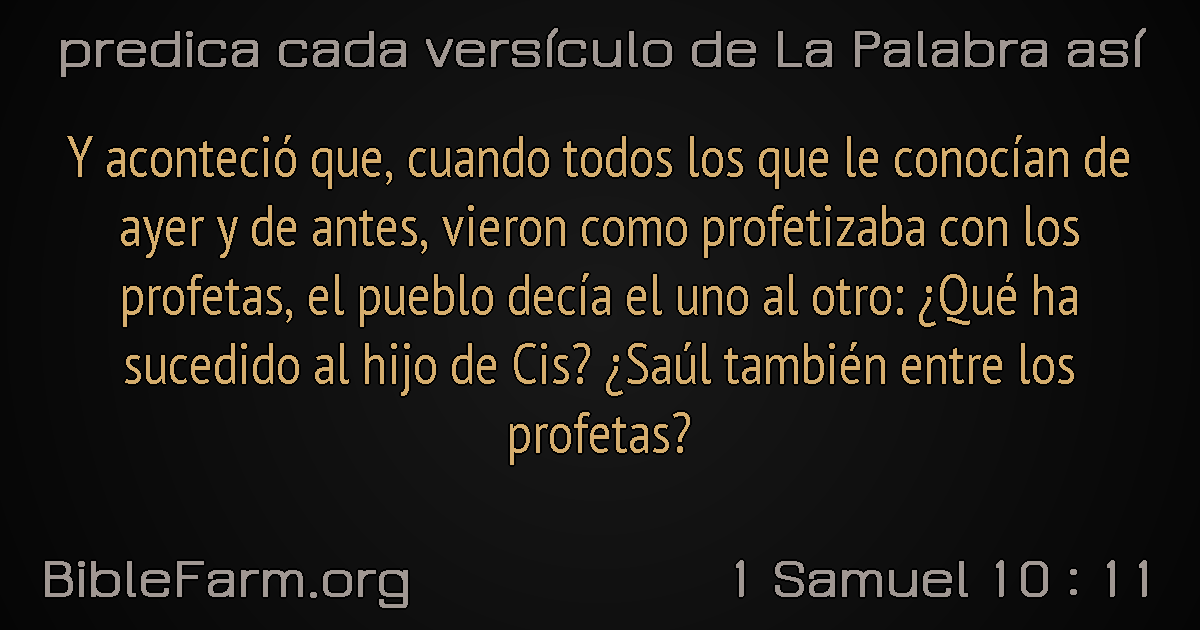 predica cada versículo de La Palabra así
Y aconteció que, cuando todos los que le conocían de
ayer y de antes, vieron como profetizaba con los
profetas, el pueblo decía el uno al otro: ¿Qué ha
sucedido al hijo de Cis? ¿Saúl también entre los
profetas?
BibleFarm.org
1 Samuel 10 : 11